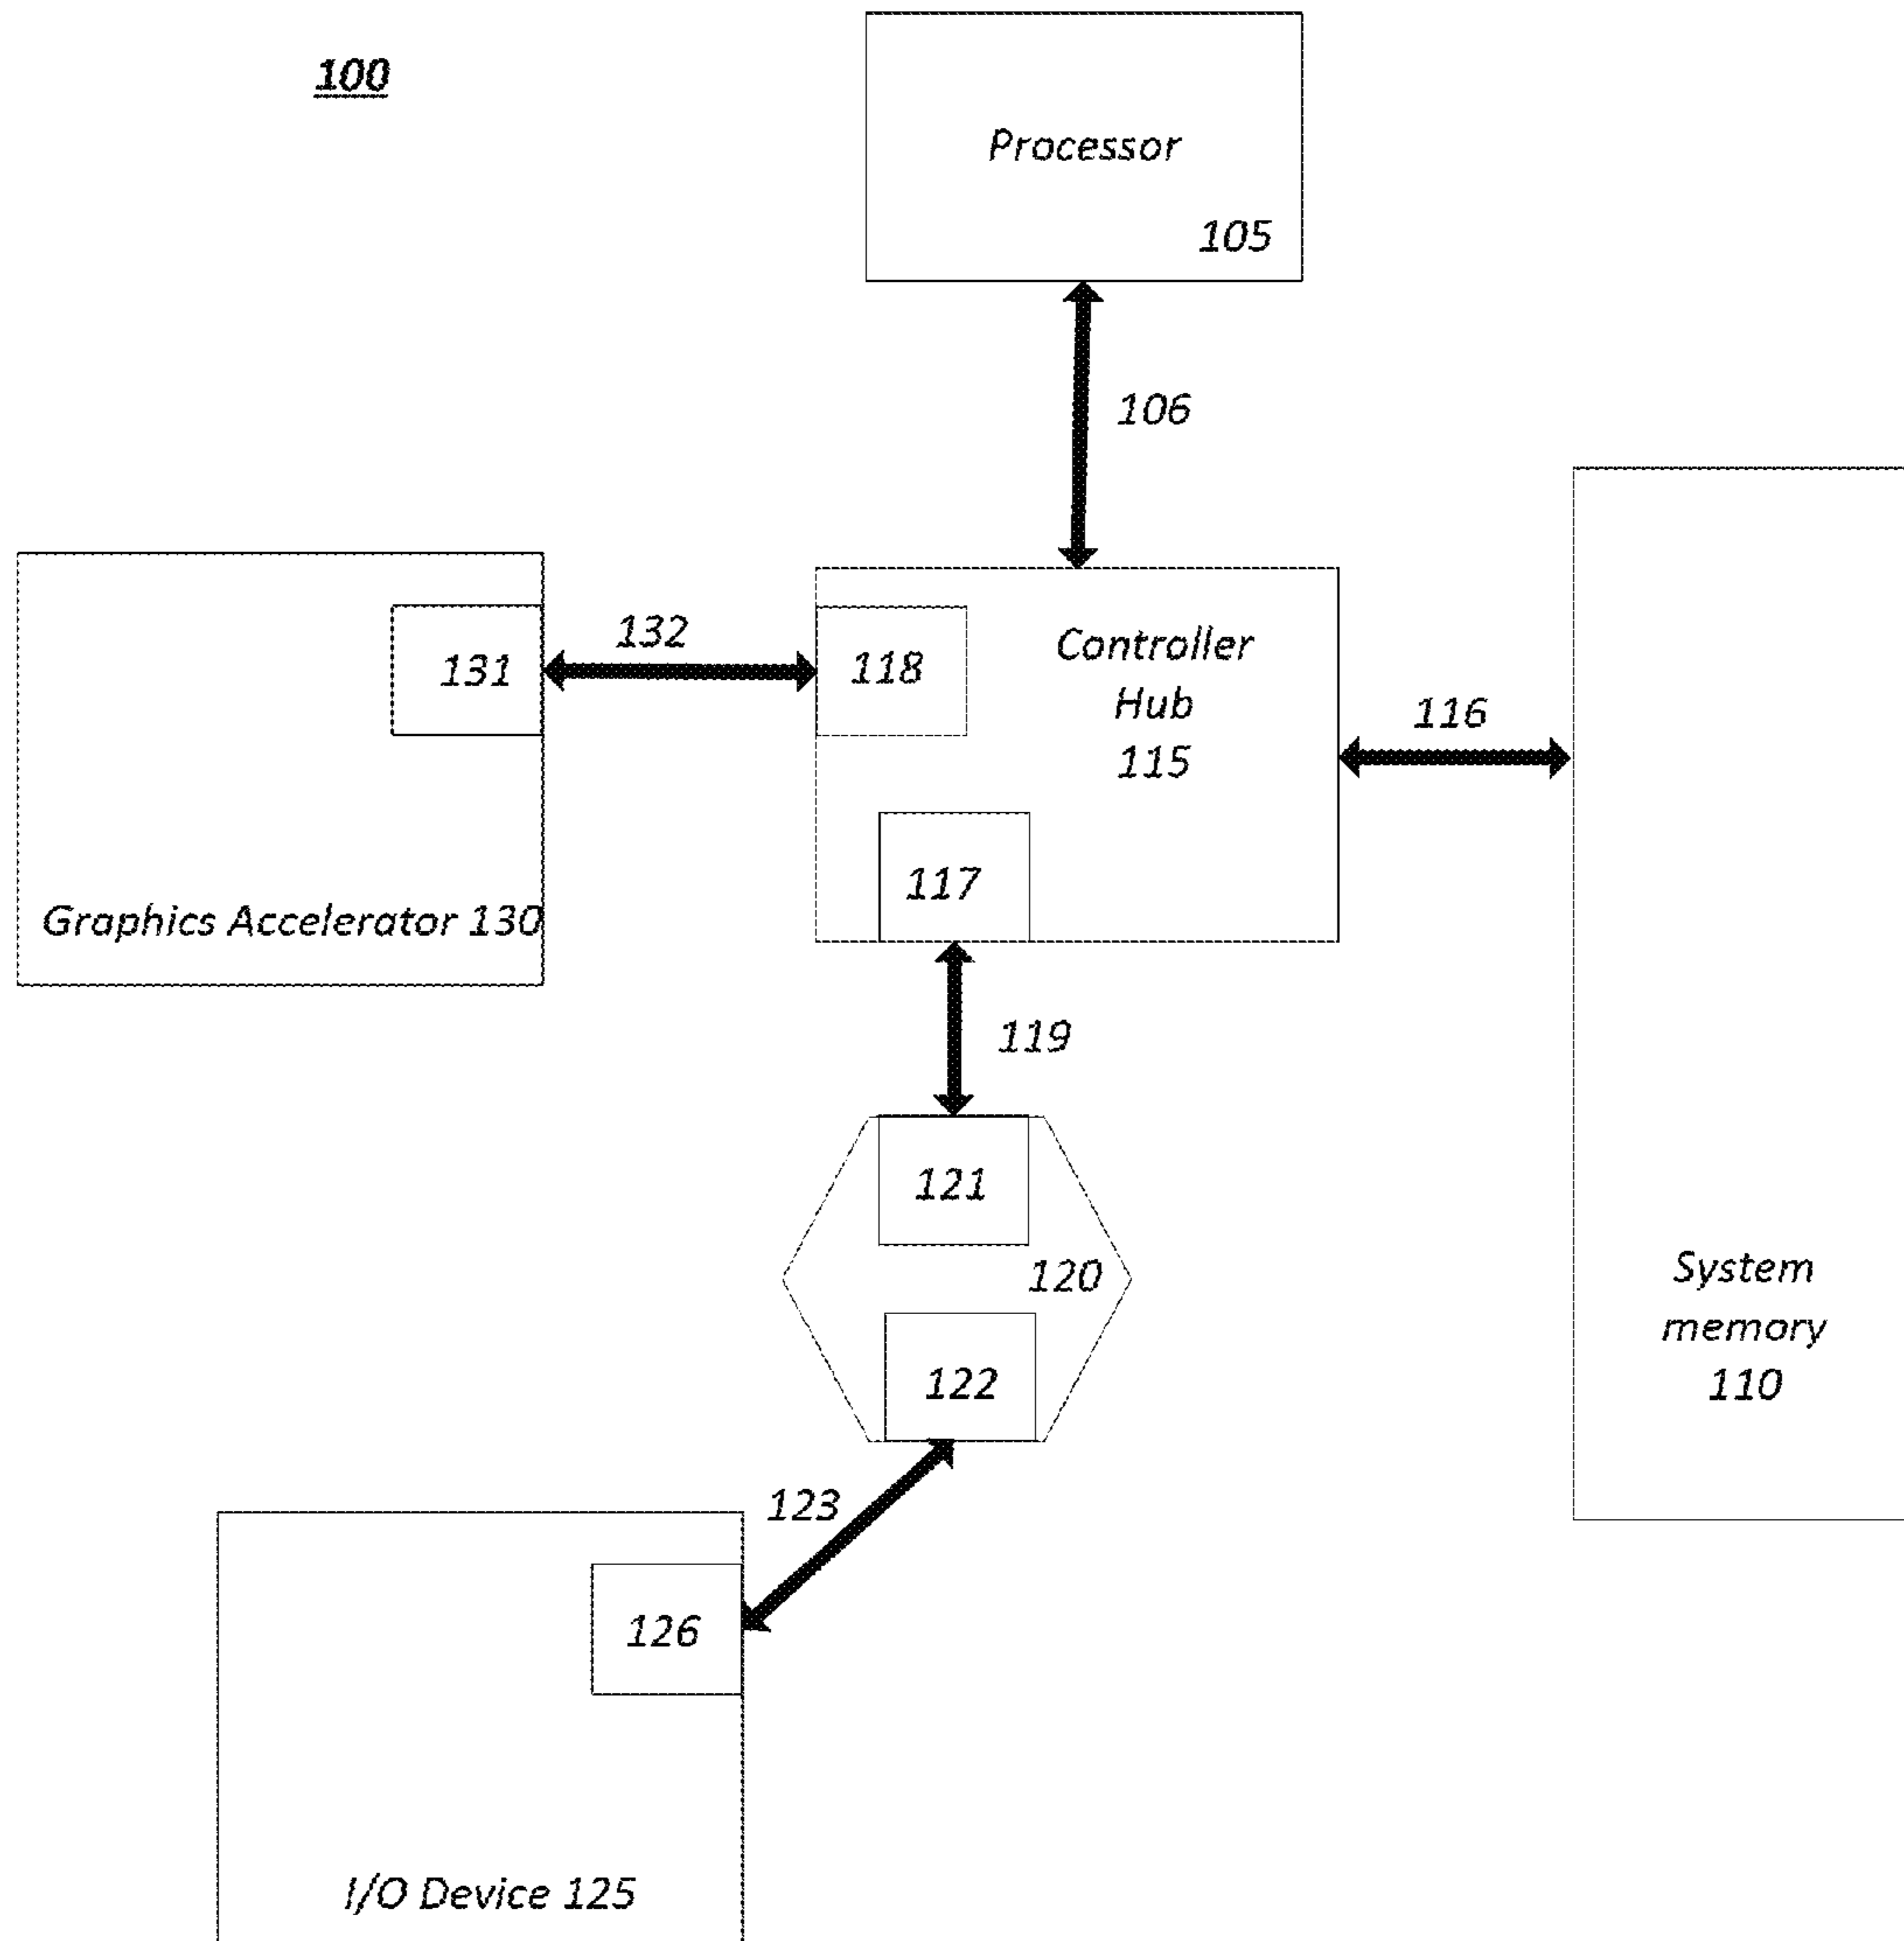 100
Processor
105
106
132
131
118
Controller
Hub
115
116
117
Graphics Accelerator 130
119
121
120
122
System
memory
110
123
126
I/O Device 125